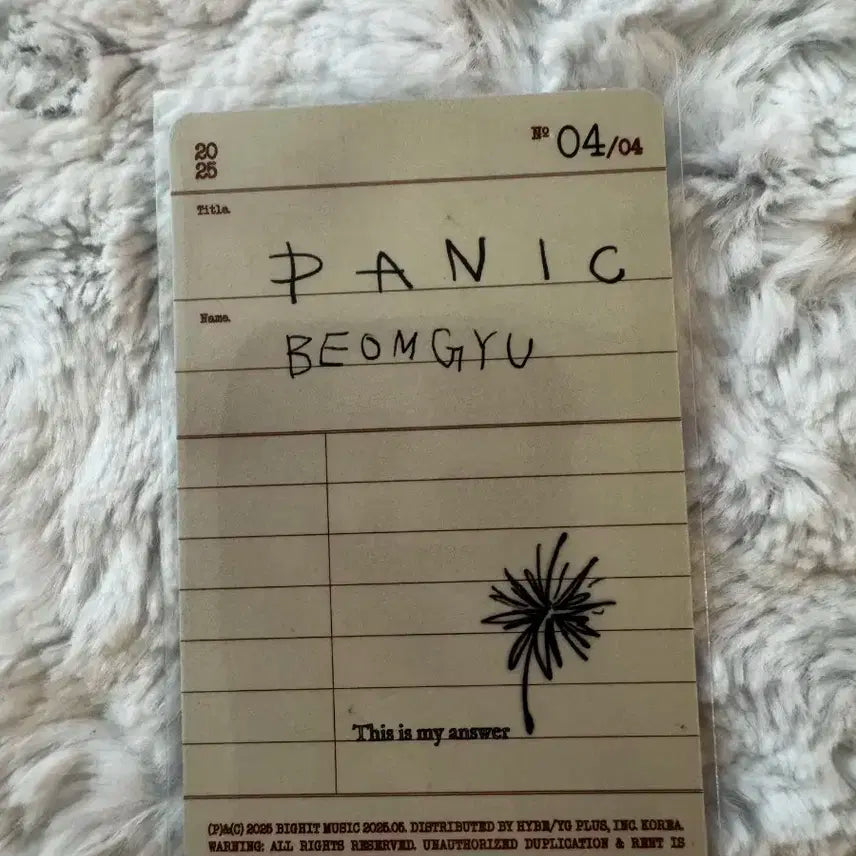 20
25
№ 04/04
Title.
PANIC
Name.
BEOMGYU
This is my answer
(P)&(C) 2025 BIGHIT MUSIC 2025.05. DISTRIBUTED BY HYBE/YG PLUS, INC. KOREA.
WARNING: ALL RIGHTS RESERVED. UNAUTHORIZED DUPLICATION & RENT IS